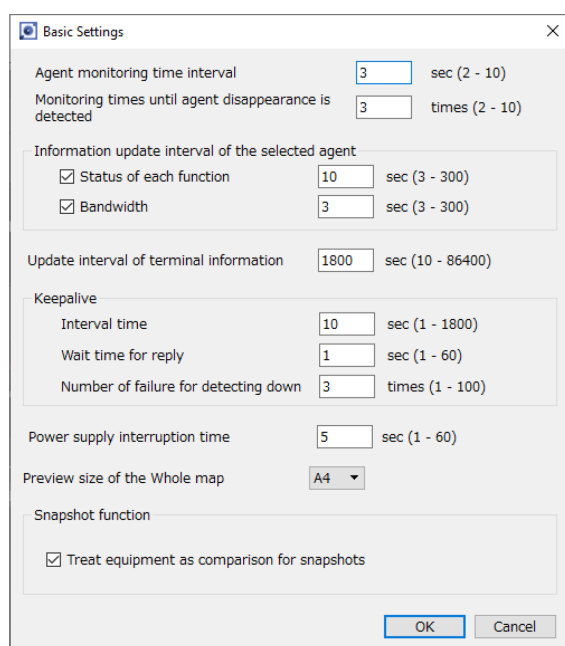 Basic Settings
Agent monitoring time interval 3 sec (2 - 10)
Monitoring times until agent disappearance is
detected 3 times (2 - 10)
Information update interval of the selected agent
Status of each function 10 sec (3 - 300)
Bandwidth 3 sec (3 - 300)
Update interval of terminal information 1800 sec (10 - 86400)
Keepalive
Interval time 10 sec (1 - 1800)
Wait time for reply 1 sec (1 - 60)
Number of failure for detecting down 3 times (1 - 100)
Power supply interruption time 5 sec (1 - 60)
Preview size of the Whole map A4
Snapshot function
Treat equipment as comparison for snapshots
OK Cancel